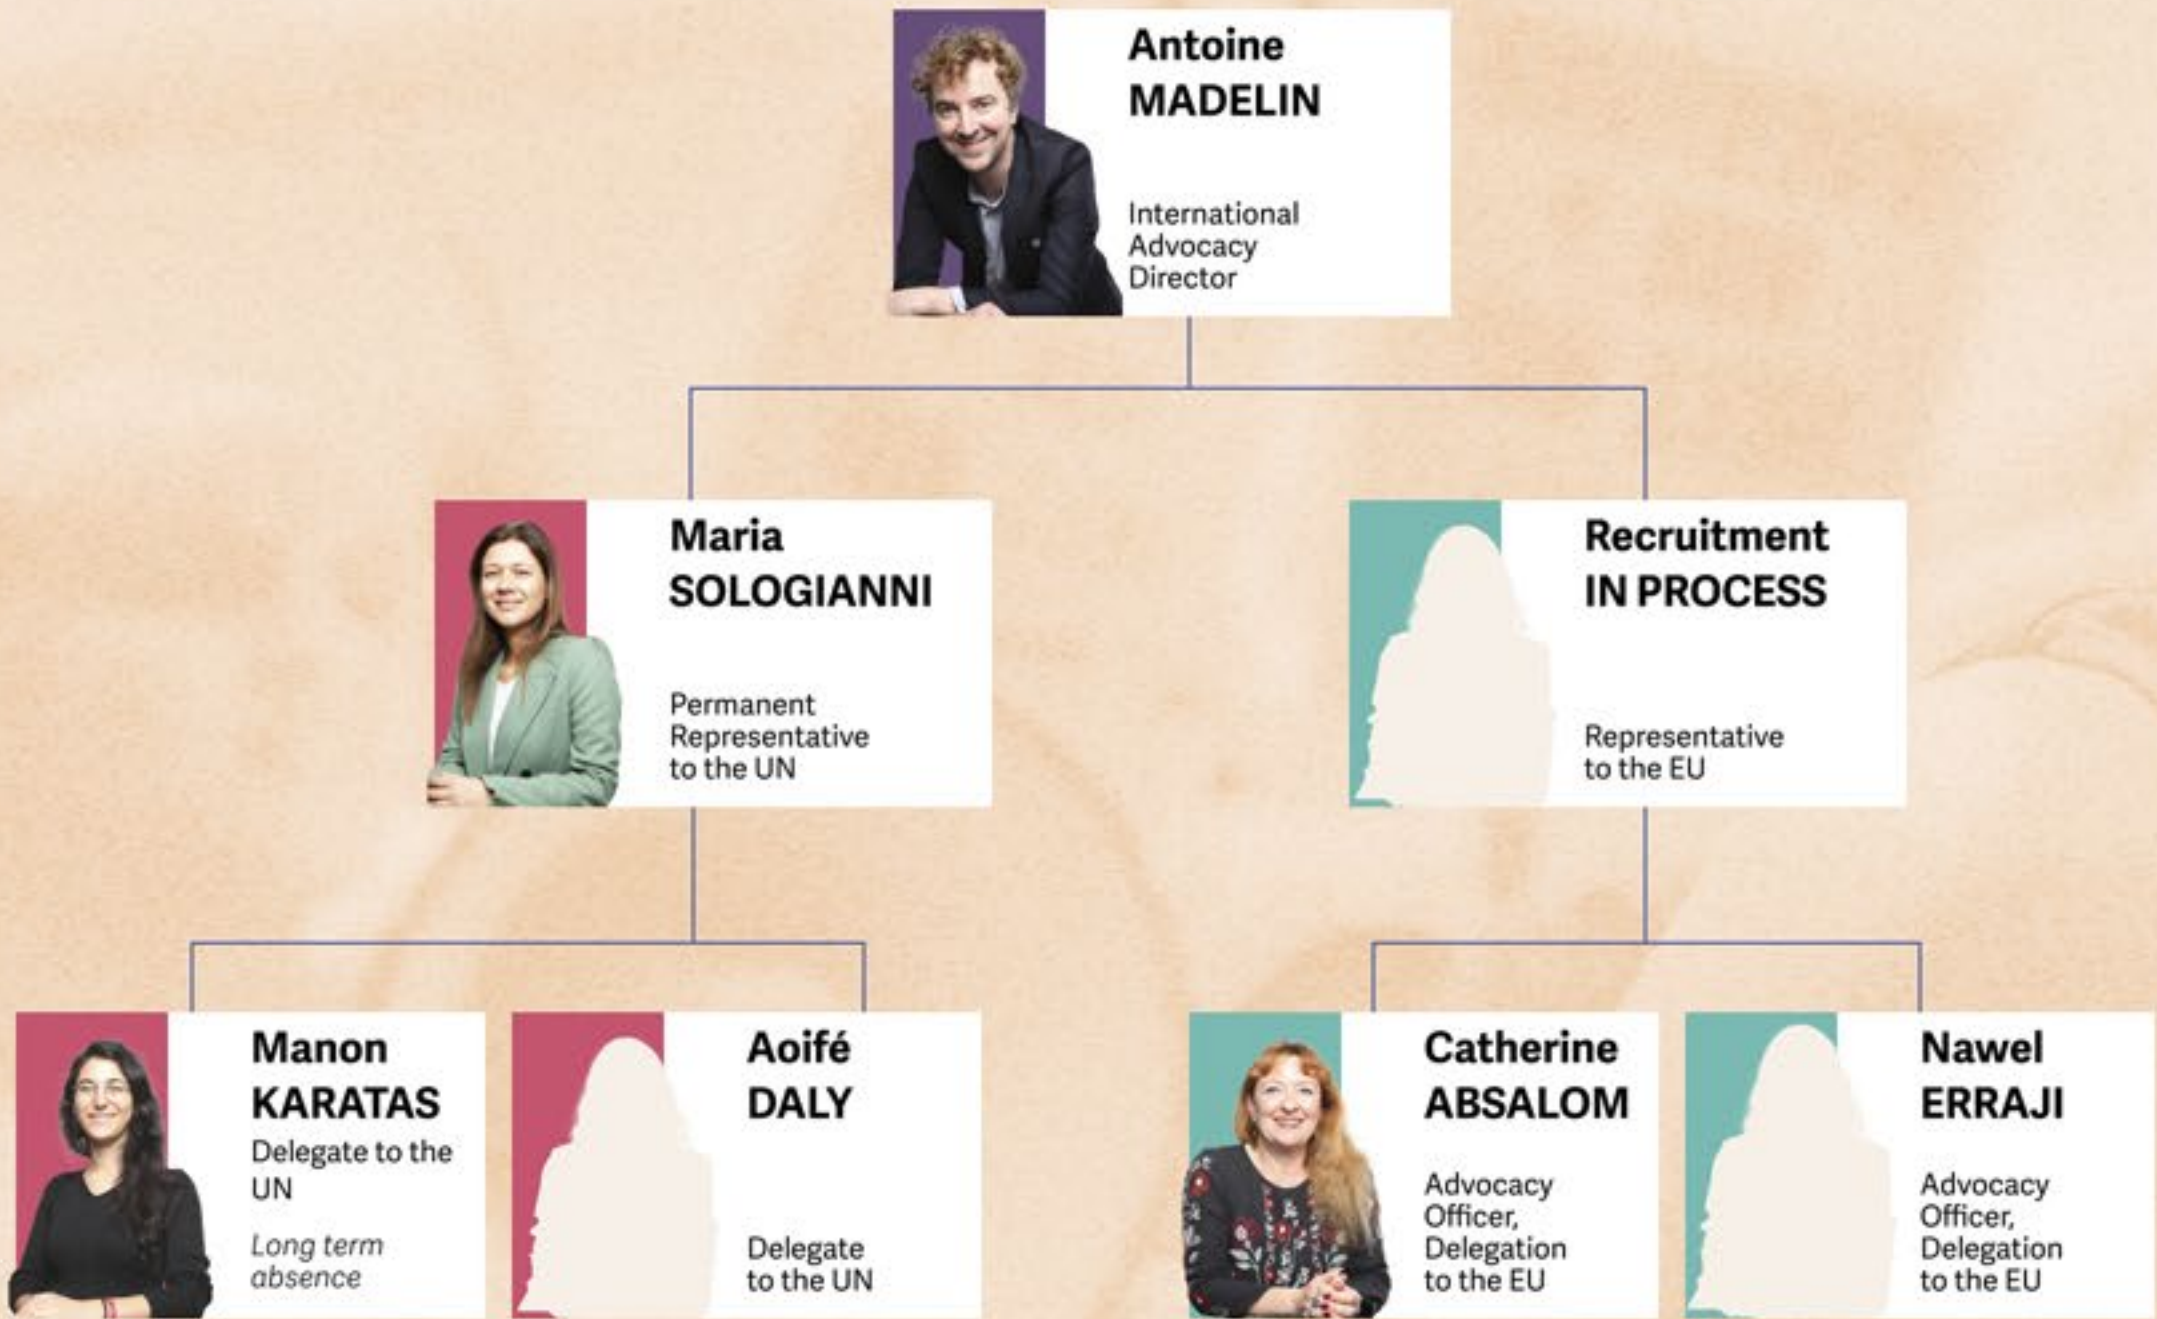 Antoine
MADELIN
International
Advocacy
Director
Maria
SOLOGIANNI
Permanent
Representative
to the UN
Recruitment
IN PROCESS
Representative
to the EU
Manon
KARATAS
Delegate to the
UN
Long term
absence
Aoifé
DALY
Delegate
to the UN
Catherine
ABSALOM
Advocacy
Officer,
Delegation
to the EU
Nawel
ERRAJI
Advocacy
Officer,
Delegation
to the EU